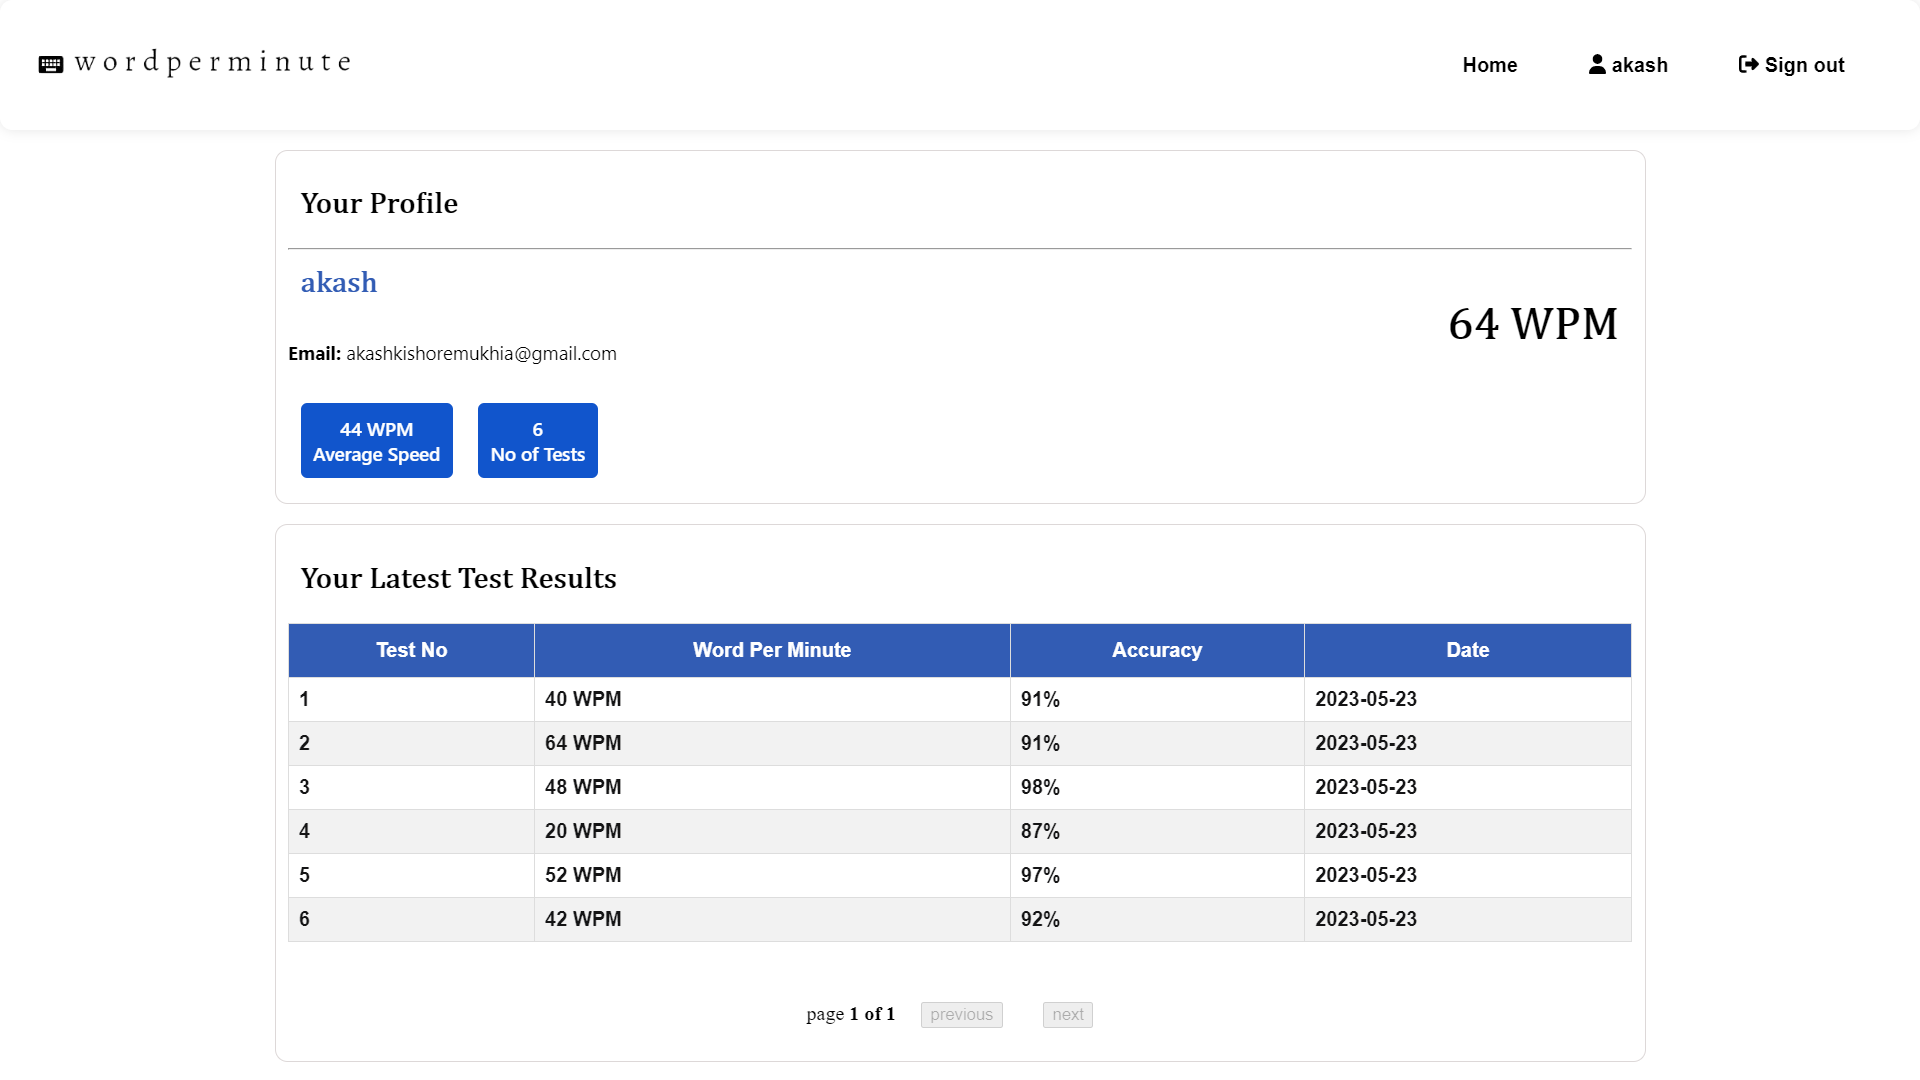 wordperminute
Home akash Sign out
Your Profile
akash
64 WPM
Email: akashkishoremukhia@gmail.com
44 WPM
Average Speed
6
No of Tests
Your Latest Test Results
Test No Word Per Minute Accuracy Date
1 40 WPM 91% 2023-05-23
2 64 WPM 91% 2023-05-23
3 48 WPM 98% 2023-05-23
4 20 WPM 87% 2023-05-23
5 52 WPM 97% 2023-05-23
6 42 WPM 92% 2023-05-23
page 1 of 1 previous next